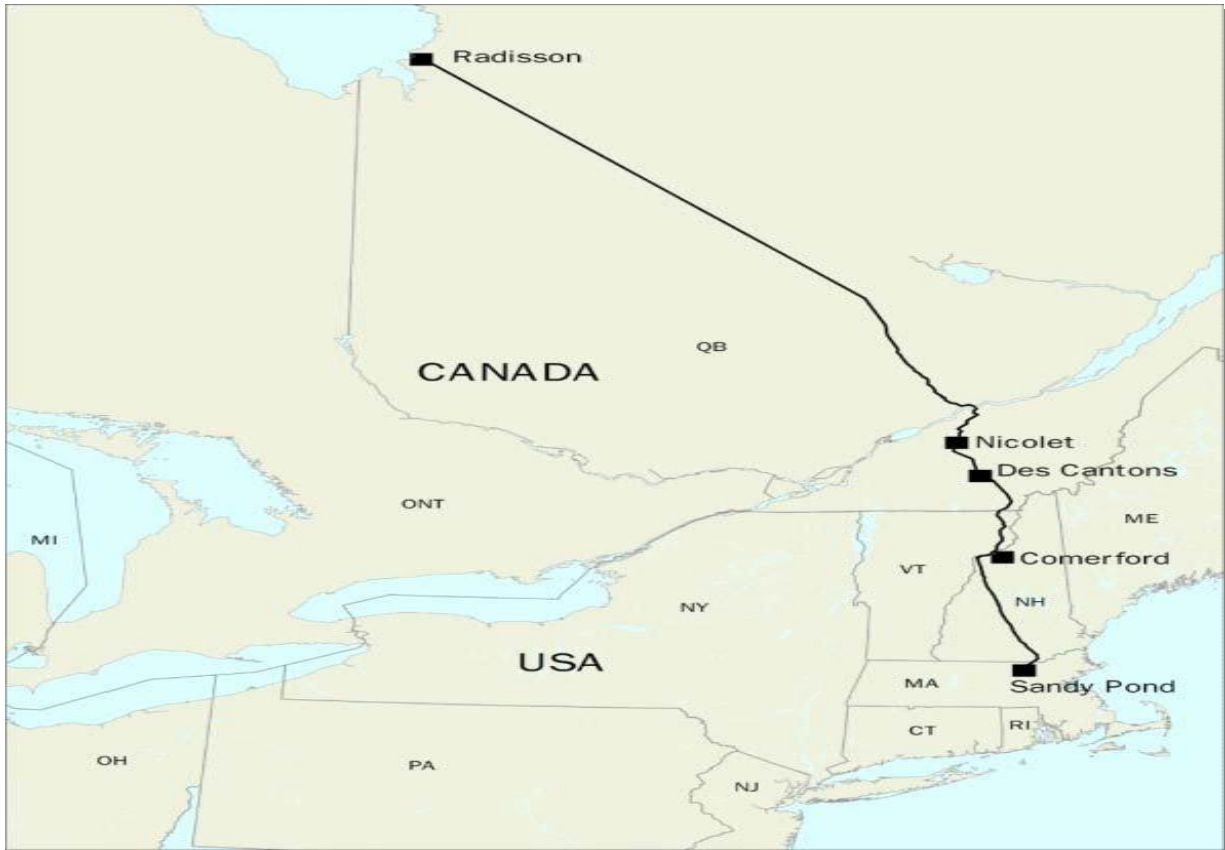 Radisson
QB
CANADA
Nicolet
Des Cantons
ONT
ME
MI
Comerford
VT
NH
NY
USA
MA
Sandy Pond
RI
CT
OH
PA
NJ